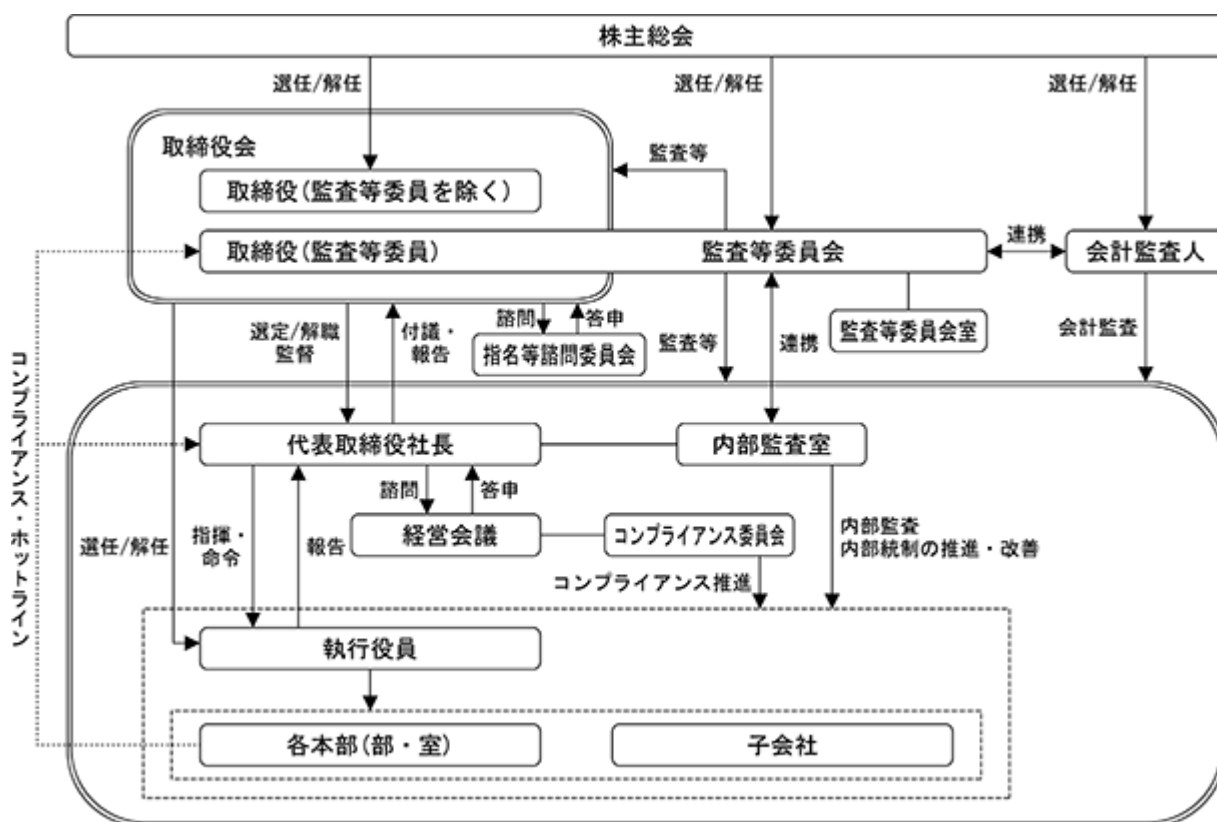 株主総会
選任/解任
選任/解任
選任/解任
取締役会
監査等
取締役(監査等委員を除く)
取締役(監査等委員)
監査等委員会
連携
会計監査人
選定/解職
監督
付議・
報告
諮問
答申
指名等諮問委員会
監査等
連携
監査等委員会室
会計監査
コンプライアンス・ホットライン
代表取締役社長
内部監査室
諮問
答申
選任/解任
指揮・
命令
報告
経営会議
コンプライアンス委員会
内部監査
内部統制の推進・改善
コンプライアンス推進
執行役員
各本部(部・室)
子会社